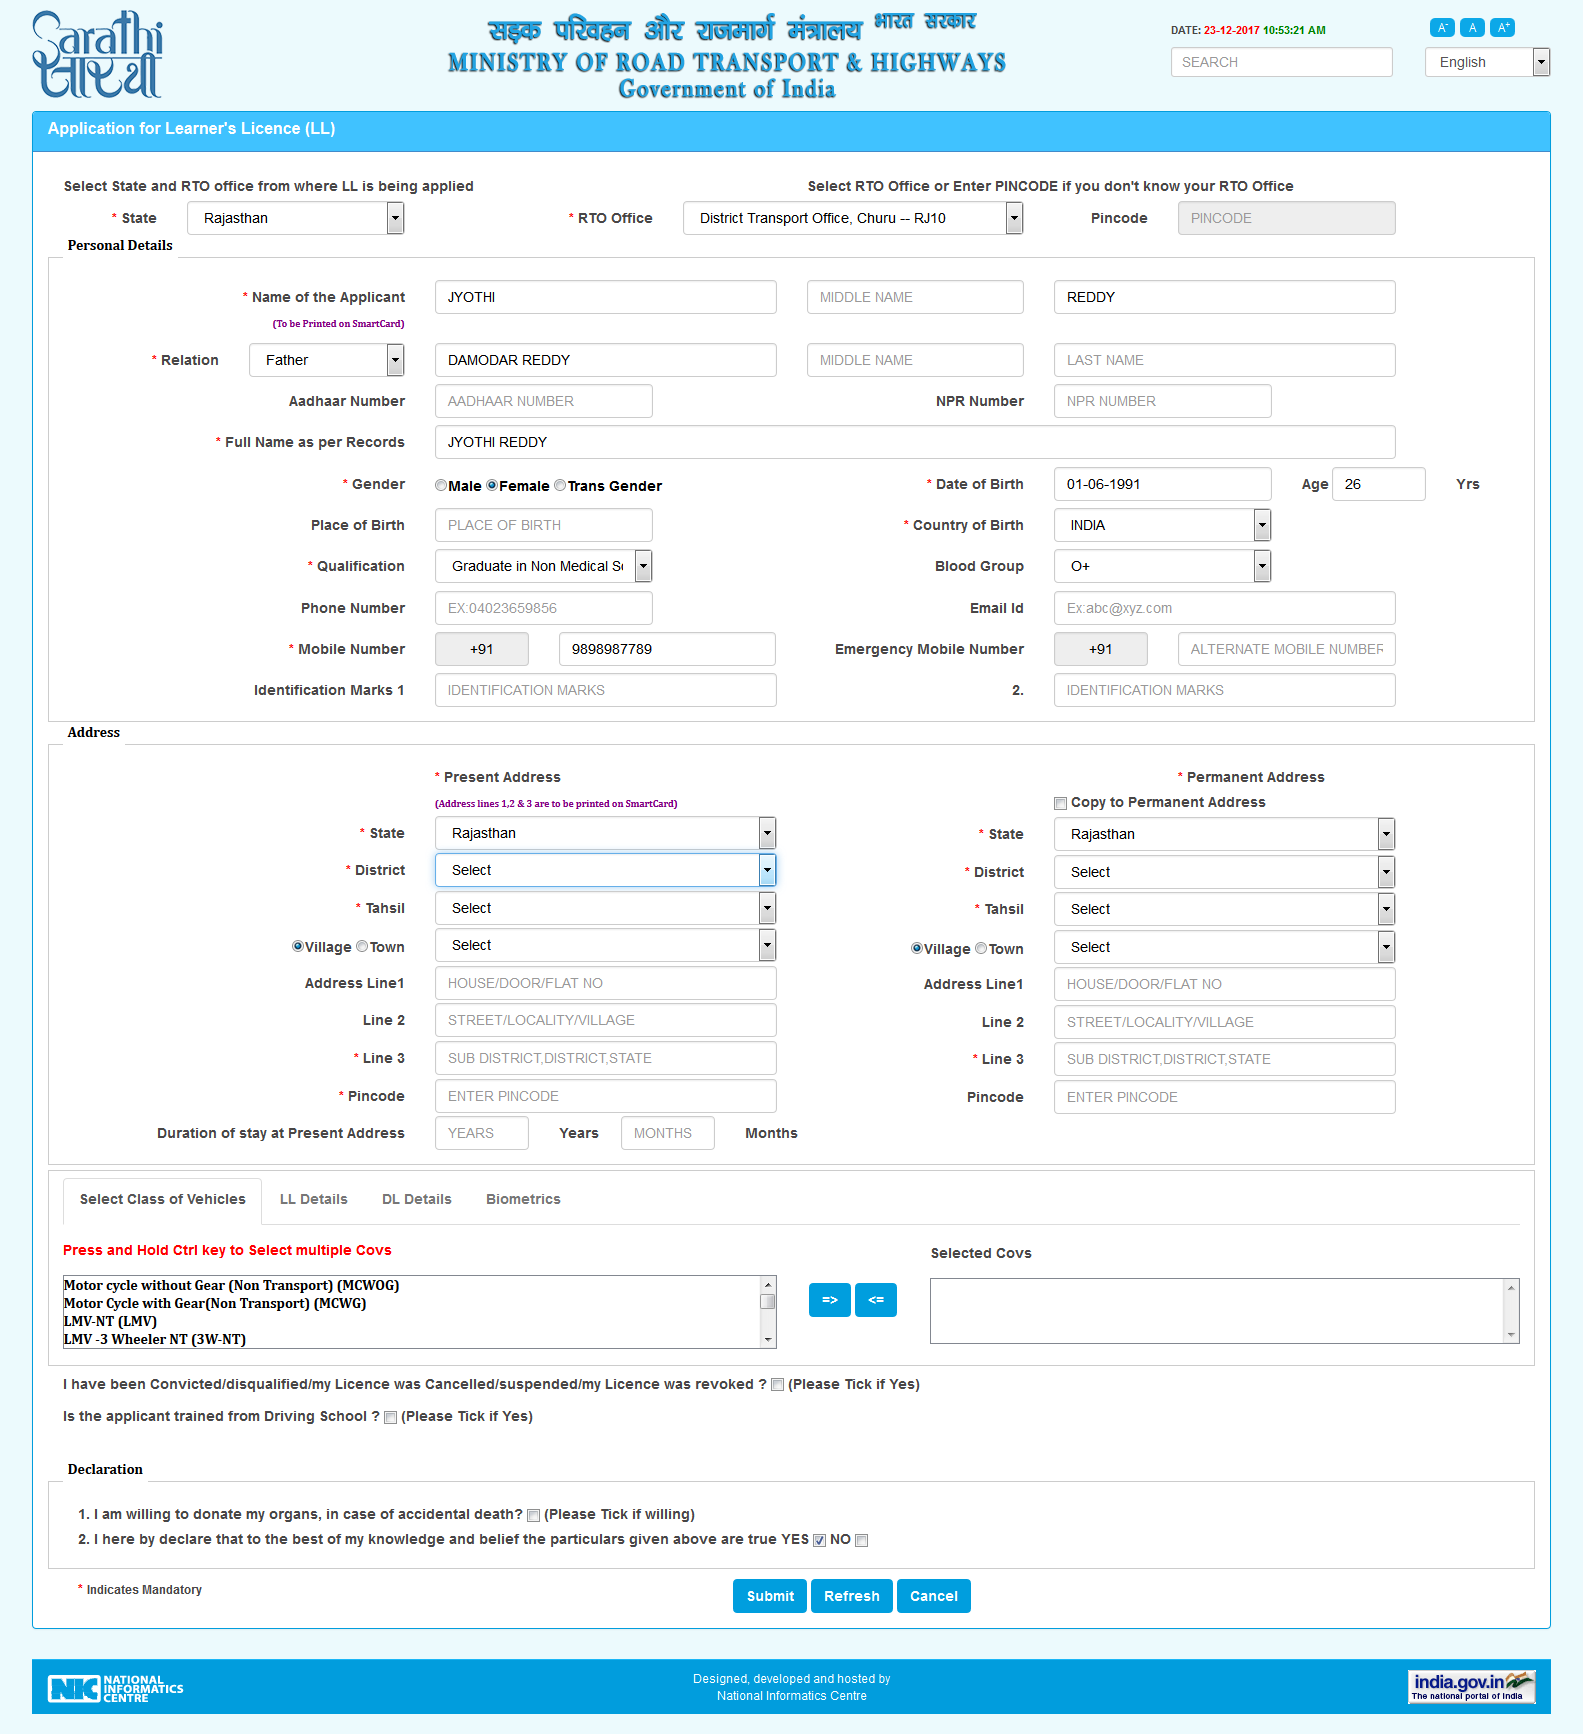 Sarathi
सारथी
सड़क परिवहन और राजमार्ग मंत्रालय भारत सरकार
MINISTRY OF ROAD TRANSPORT & HIGHWAYS
Government of India
DATE: 23-12-2017 10:53:21 AM
A- A A+
SEARCH English
Application for Learner's Licence (LL)
Select State and RTO office from where LL is being applied Select RTO Office or Enter PINCODE if you don't know your RTO Office
* State Rajasthan * RTO Office District Transport Office, Churu -- RJ10 Pincode PINCODE
Personal Details
* Name of the Applicant JYOTHI MIDDLE NAME REDDY
(To be Printed on SmartCard)
* Relation Father DAMODAR REDDY MIDDLE NAME LAST NAME
Aadhaar Number AADHAAR NUMBER NPR Number NPR NUMBER
* Full Name as per Records JYOTHI REDDY
* Gender Male Female Trans Gender * Date of Birth 01-06-1991 Age 26 Yrs
Place of Birth PLACE OF BIRTH * Country of Birth INDIA
* Qualification Graduate in Non Medical Sc Blood Group O+
Phone Number EX:04023659856 Email Id Ex:abc@xyz.com
* Mobile Number +91 9898987789 Emergency Mobile Number +91 ALTERNATE MOBILE NUMBER
Identification Marks 1 IDENTIFICATION MARKS 2. IDENTIFICATION MARKS
Address
* Present Address * Permanent Address
(Address lines 1,2 & 3 are to be printed on SmartCard) Copy to Permanent Address
* State Rajasthan * State Rajasthan
* District Select * District Select
* Tahsil Select * Tahsil Select
Village Town Select Village Town Select
Address Line1 HOUSE/DOOR/FLAT NO Address Line1 HOUSE/DOOR/FLAT NO
Line 2 STREET/LOCALITY/VILLAGE Line 2 STREET/LOCALITY/VILLAGE
* Line 3 SUB DISTRICT,DISTRICT,STATE * Line 3 SUB DISTRICT,DISTRICT,STATE
* Pincode ENTER PINCODE Pincode ENTER PINCODE
Duration of stay at Present Address YEARS Years MONTHS Months
Select Class of Vehicles LL Details DL Details Biometrics
Press and Hold Ctrl key to Select multiple Covs Selected Covs
Motor cycle without Gear (Non Transport) (MCWOG)
Motor Cycle with Gear(Non Transport) (MCWG)
LMV-NT (LMV)
LMV -3 Wheeler NT (3W-NT)
=> <=
I have been Convicted/disqualified/my Licence was Cancelled/suspended/my Licence was revoked ? (Please Tick if Yes)
Is the applicant trained from Driving School ? (Please Tick if Yes)
Declaration
1. I am willing to donate my organs, in case of accidental death? (Please Tick if willing)
2. I here by declare that to the best of my knowledge and belief the particulars given above are true YES NO
* Indicates Mandatory
Submit Refresh Cancel
NIC NATIONAL INFORMATICS CENTRE
Designed, developed and hosted by
National Informatics Centre
india.gov.in
The national portal of India